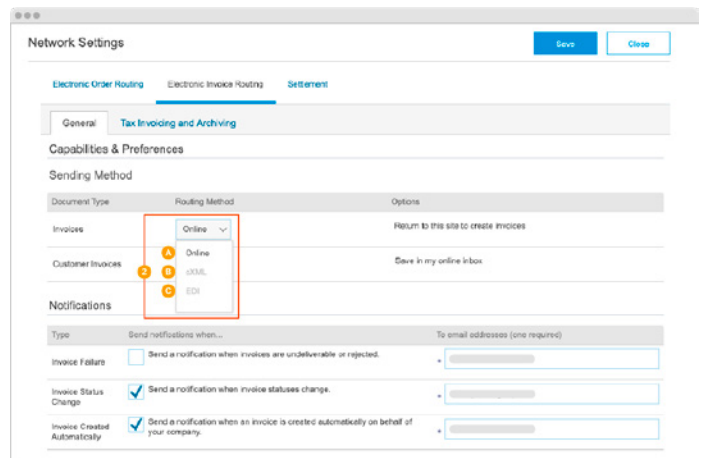 Network Settings
Save
Close
Electronic Order Routing
Electronic Invoice Routing
Settlement
General
Tax Invoicing and Archiving
Capabilities & Preferences
Sending Method
Document Type
Routing Method
Options
Invoices
Online
Return to this site to create invoices
A Online
Customer Invoices
2
B cXML
Save in my online inbox
C EDI
Notifications
Type
Send notifications when...
To email addresses (one required)
Invoice Failure
Send a notification when invoices are undeliverable or rejected.
*
Invoice Status
Change
Send a notification when invoice statuses change.
*
Invoice Created
Automatically
Send a notification when an invoice is created automatically on behalf of
your company.
*